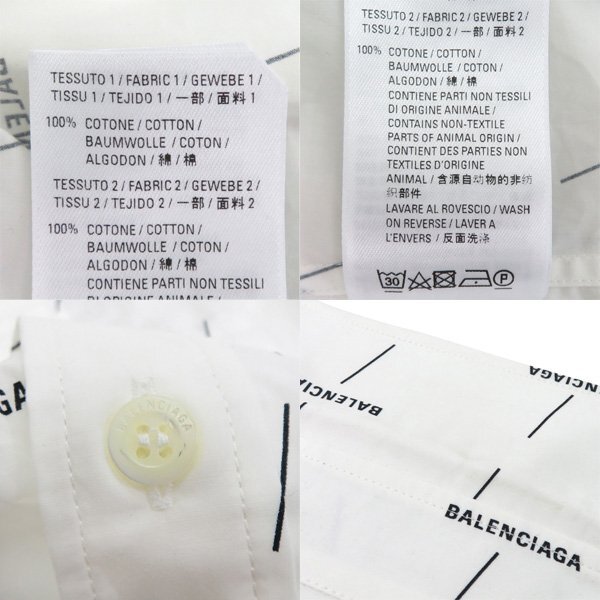 BALEN
TESSUTO 1 / FABRIC 1 / GEWEBE 1 /
TISSU 1 / TEJIDO 1 / 一部 / 面料 1
100% COTONE / COTTON /
BAUMWOLLE / COTON /
ALGODON / 綿 / 棉
TESSUTO 2 / FABRIC 2 / GEWEBE 2 /
TISSU 2 / TEJIDO 2 / 一部 / 面料 2
100% COTONE / COTTON /
BAUMWOLLE / COTON /
ALGODON / 綿 / 棉
CONTIENE PARTI NON TESSILI
DI ORIGINE ANIMALE /
TESSUTO 2 / FABRIC 2 / GEWEBE 2 /
TISSU 2 / TEJIDO 2 / 一部 / 面料 2
100% COTONE / COTTON /
BAUMWOLLE / COTON /
ALGODON / 綿 / 棉
CONTIENE PARTI NON TESSILI
DI ORIGINE ANIMALE /
CONTAINS NON-TEXTILE
PARTS OF ANIMAL ORIGIN /
CONTIENT DES PARTIES NON
TEXTILES D'ORIGINE
ANIMAL / 含源自动物的非纺
织部件
LAVARE AL ROVESCIO / WASH
ON REVERSE / LAVER A
L'ENVERS / 反面洗涤
30 P
GA
BALENCIAGA
BALENCIAGA
ENCIAGA
BALENCIAGA